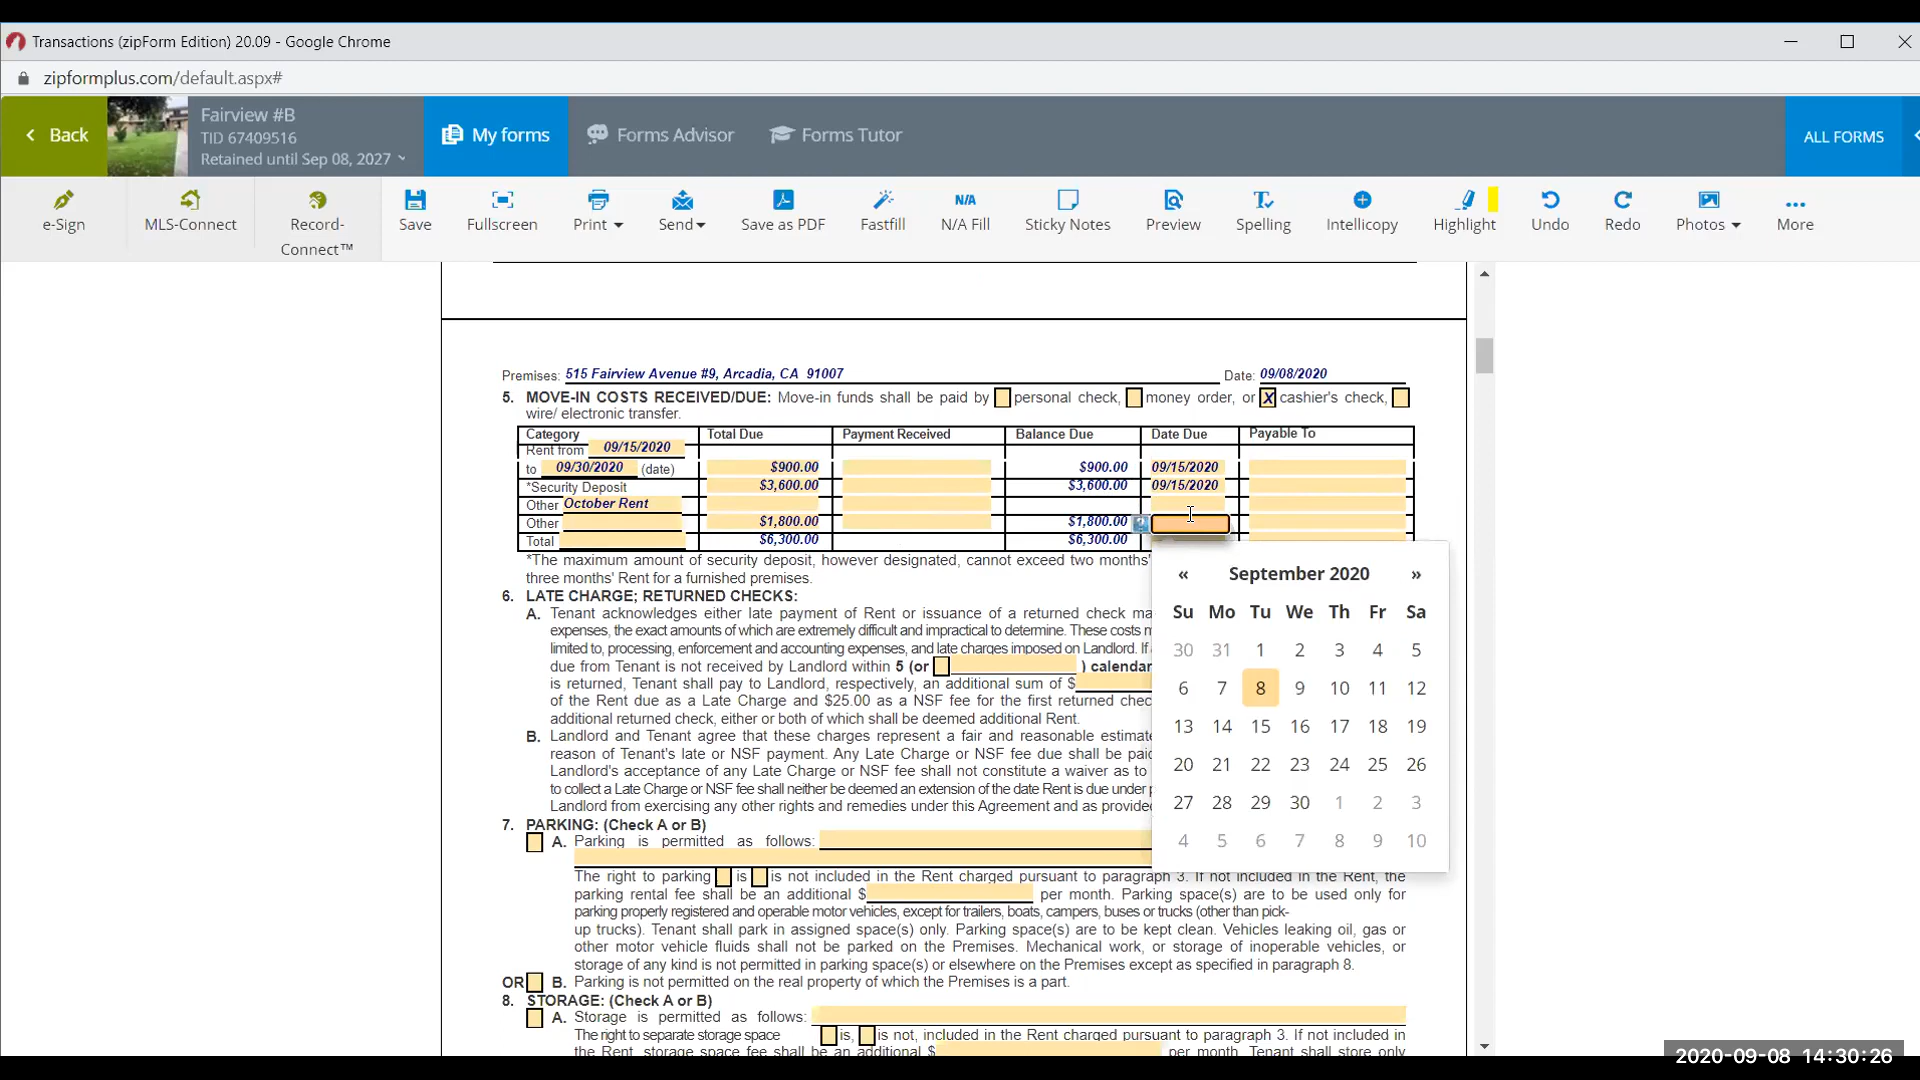 Transactions (zipForm Edition) 20.09 - Google Chrome
zipformplus.com/default.aspx#
Back
Fairview #B
TID 67409516
Retained until Sep 08, 2027
My forms
Forms Advisor
Forms Tutor
ALL FORMS
e-Sign
MLS-Connect
Record-
Connect™
Save
Fullscreen
Print
Send
Save as PDF
Fastfill
N/A
N/A Fill
Sticky Notes
Preview
Spelling
Intellicopy
Highlight
Undo
Redo
Photos
More
Premises: 515 Fairview Avenue #9, Arcadia, CA 91007 Date: 09/08/2020
5. MOVE-IN COSTS RECEIVED/DUE: Move-in funds shall be paid by personal check, money order, or X cashier's check,
wire/ electronic transfer.
Category Total Due Payment Received Balance Due Date Due Payable To
Rent from 09/15/2020
to 09/30/2020 (date) $900.00 $900.00 09/15/2020
*Security Deposit $3,600.00 $3,600.00 09/15/2020
Other October Rent
Other $1,800.00 $1,800.00
Total $6,300.00 $6,300.00
*The maximum amount of security deposit, however designated, cannot exceed two months'
three months' Rent for a furnished premises.
6. LATE CHARGE; RETURNED CHECKS:
A. Tenant acknowledges either late payment of Rent or issuance of a returned check
expenses, the exact amounts of which are extremely difficult and impractical to determine. These costs
limited to, processing, enforcement and accounting expenses, and late charges imposed on Landlord. If
due from Tenant is not received by Landlord within 5 (or ) calendar
is returned, Tenant shall pay to Landlord, respectively, an additional sum of $
of the Rent due as a Late Charge and $25.00 as a NSF fee for the first returned
additional returned check, either or both of which shall be deemed additional Rent.
B. Landlord and Tenant agree that these charges represent a fair and reasonable
reason of Tenant's late or NSF payment. Any Late Charge or NSF fee due shall be
Landlord's acceptance of any Late Charge or NSF fee shall not constitute a waiver as to
to collect a Late Charge or NSF fee shall neither be deemed an extension of the date Rent is due under
Landlord from exercising any other rights and remedies under this Agreement and as
7. PARKING: (Check A or B)
A. Parking is permitted as follows:
The right to parking is is not included in the Rent charged pursuant to paragraph 3. If not included in the Rent, the
parking rental fee shall be an additional $ per month. Parking space(s) are to be used only for
parking properly registered and operable motor vehicles, except for trailers, boats, campers, buses or trucks (other than pick-
up trucks). Tenant shall park in assigned space(s) only. Parking space(s) are to be kept clean. Vehicles leaking oil, gas or
other motor vehicle fluids shall not be parked on the Premises. Mechanical work, or storage of inoperable vehicles, or
storage of any kind is not permitted in parking space(s) or elsewhere on the Premises except as specified in paragraph 8.
OR B. Parking is not permitted on the real property of which the Premises is a part.
8. STORAGE: (Check A or B)
A. Storage is permitted as follows:
The right to separate storage space is, is not, included in the Rent charged pursuant to paragraph 3. If not included in
the Rent, storage space fee shall be an additional $ per month. Tenant shall store only
« September 2020 »
Su Mo Tu We Th Fr Sa
30 31 1 2 3 4 5
6 7 8 9 10 11 12
13 14 15 16 17 18 19
20 21 22 23 24 25 26
27 28 29 30 1 2 3
4 5 6 7 8 9 10
2020-09-08 14:30:26